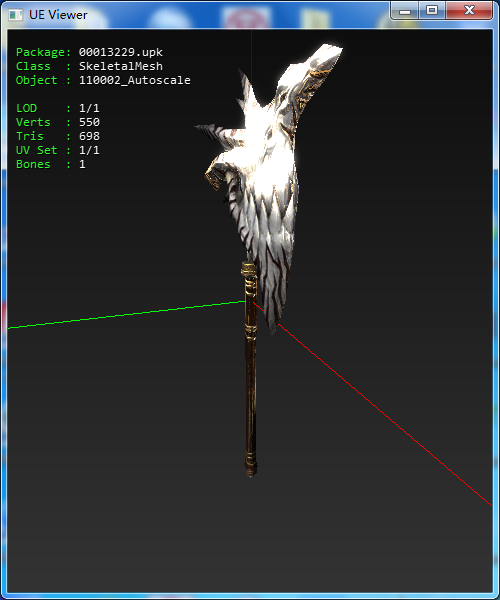 UE Viewer
Package: 00013229.upk
Class : SkeletalMesh
Object : 110002_Autoscale
LOD : 1/1
Verts : 550
Tris : 698
UV Set : 1/1
Bones : 1